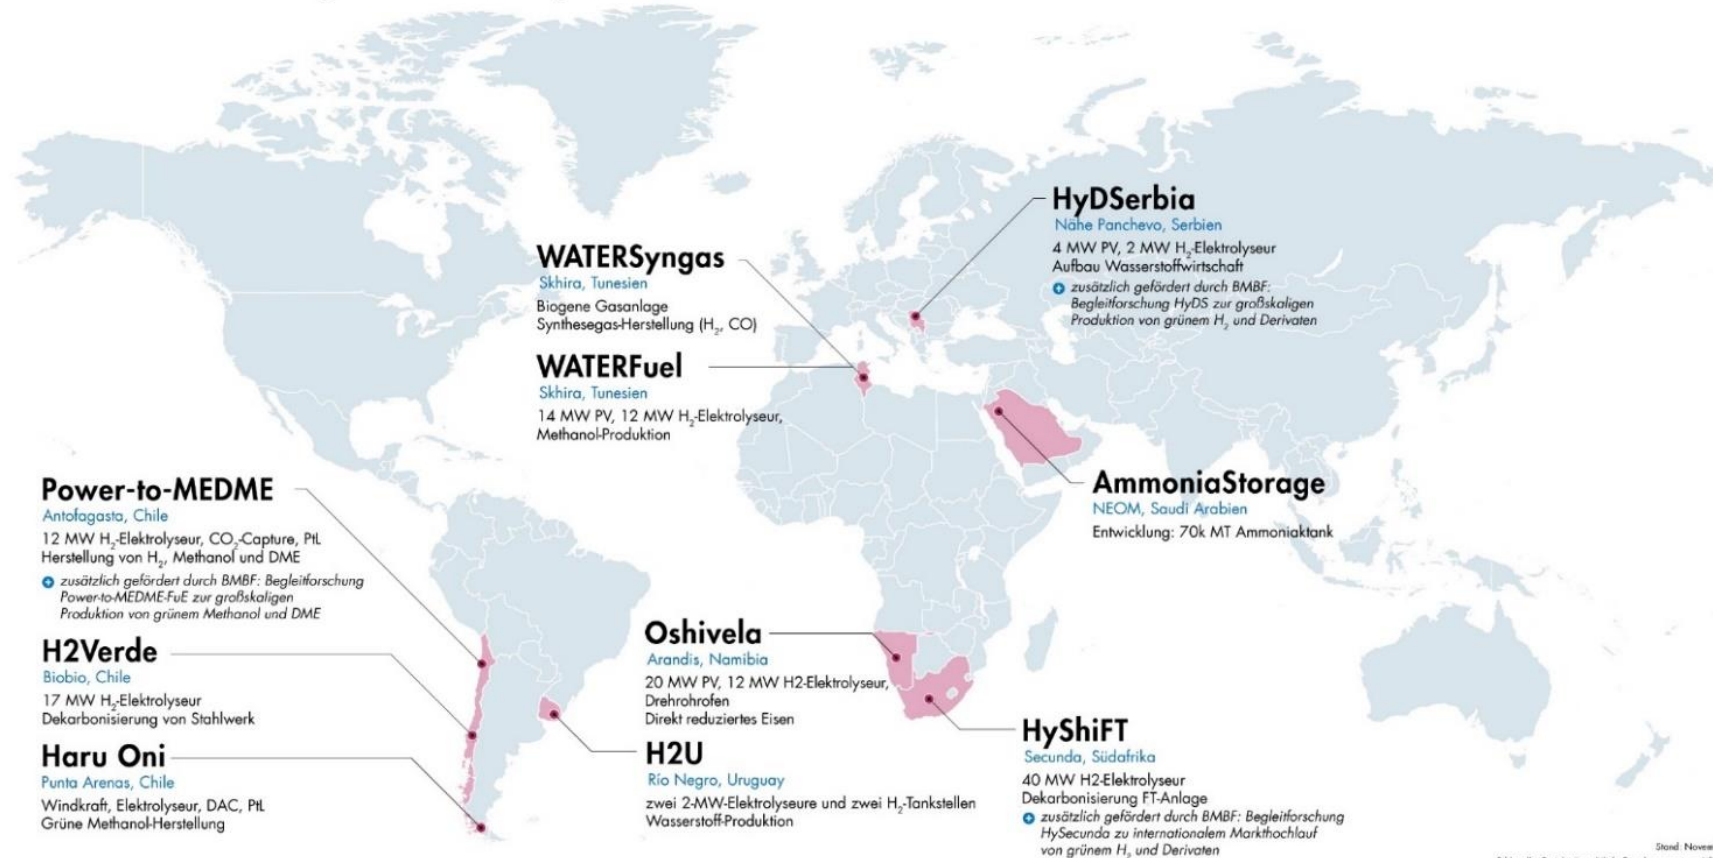 HyDSerbia
Nähe Panchevo, Serbien
4 MW PV, 2 MW H₂-Elektrolyseur
Aufbau Wasserstoffwirtschaft
zusätzlich gefördert durch BMBF:
Begleitforschung HyDS zur großskaligen
Produktion von grünem H₂ und Derivaten
WATERSyngas
Skhira, Tunesien
Biogene Gasanlage
Synthesegas-Herstellung (H₂, CO)
WATERFuel
Skhira, Tunesien
14 MW PV, 12 MW H₂-Elektrolyseur,
Methanol-Produktion
AmmoniaStorage
NEOM, Saudi Arabien
Entwicklung: 70k MT Ammoniaktank
Power-to-MEDME
Antofagasta, Chile
12 MW H₂-Elektrolyseur, CO₂-Capture, PtL
Herstellung von H₂, Methanol und DME
zusätzlich gefördert durch BMBF: Begleitforschung
Power-to-MEDME-FuE zur großskaligen
Produktion von grünem Methanol und DME
H2Verde
Biobio, Chile
17 MW H₂-Elektrolyseur
Dekarbonisierung von Stahlwerk
Haru Oni
Punta Arenas, Chile
Windkraft, Elektrolyseur, DAC, PtL
Grüne Methanol-Herstellung
Oshivela
Arandis, Namibia
20 MW PV, 12 MW H2-Elektrolyseur,
Drehrohrofen
Direkt reduziertes Eisen
H2U
Río Negro, Uruguay
zwei 2-MW-Elektrolyseure und zwei H₂-Tankstellen
Wasserstoff-Produktion
HyShiFT
Secunda, Südafrika
40 MW H2-Elektrolyseur
Dekarbonisierung FT-Anlage
zusätzlich gefördert durch BMBF: Begleitforschung
HySecunda zu internationalem Markthochlauf
von grünem H₂ und Derivaten
Stand: Novem